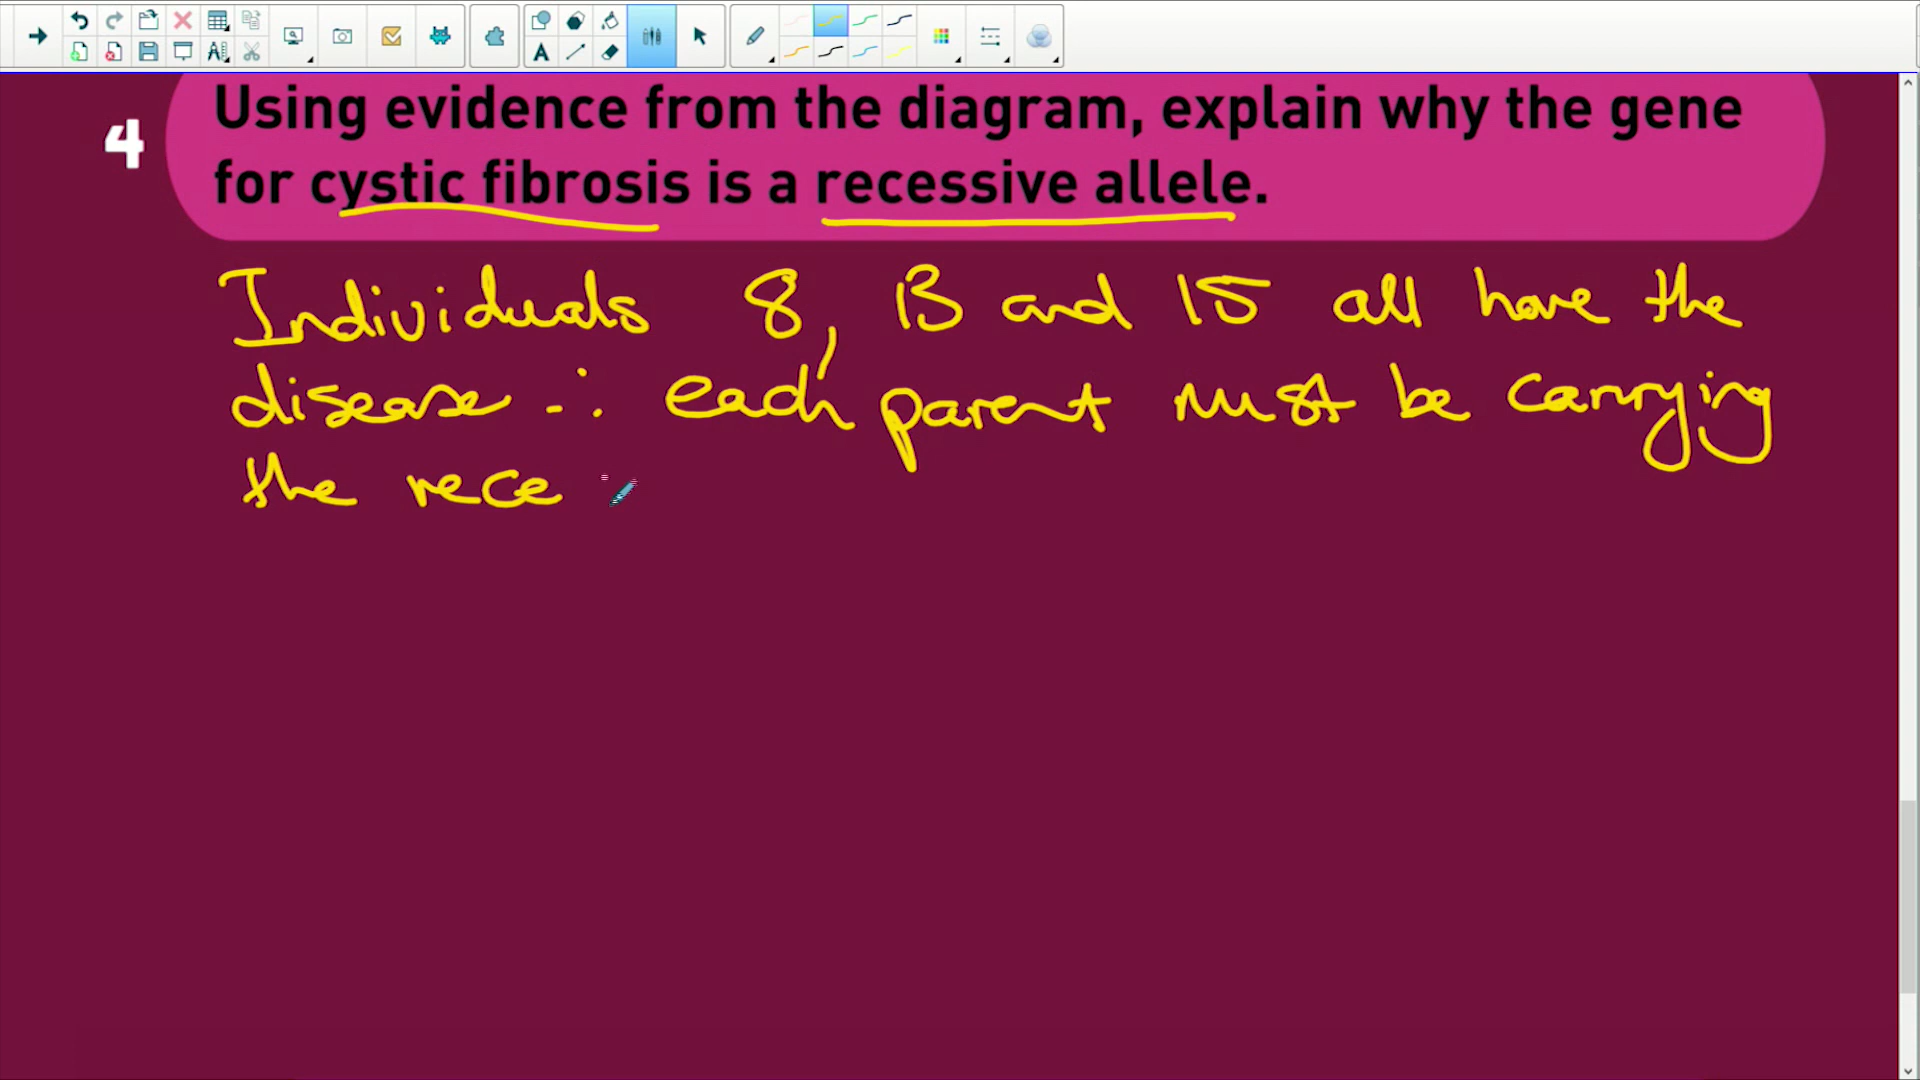 4
Using evidence from the diagram, explain why the gene
for cystic fibrosis is a recessive allele.
Individuals 8, 13 and 15 all have the
disease ∴ each parent must be carrying
the rece